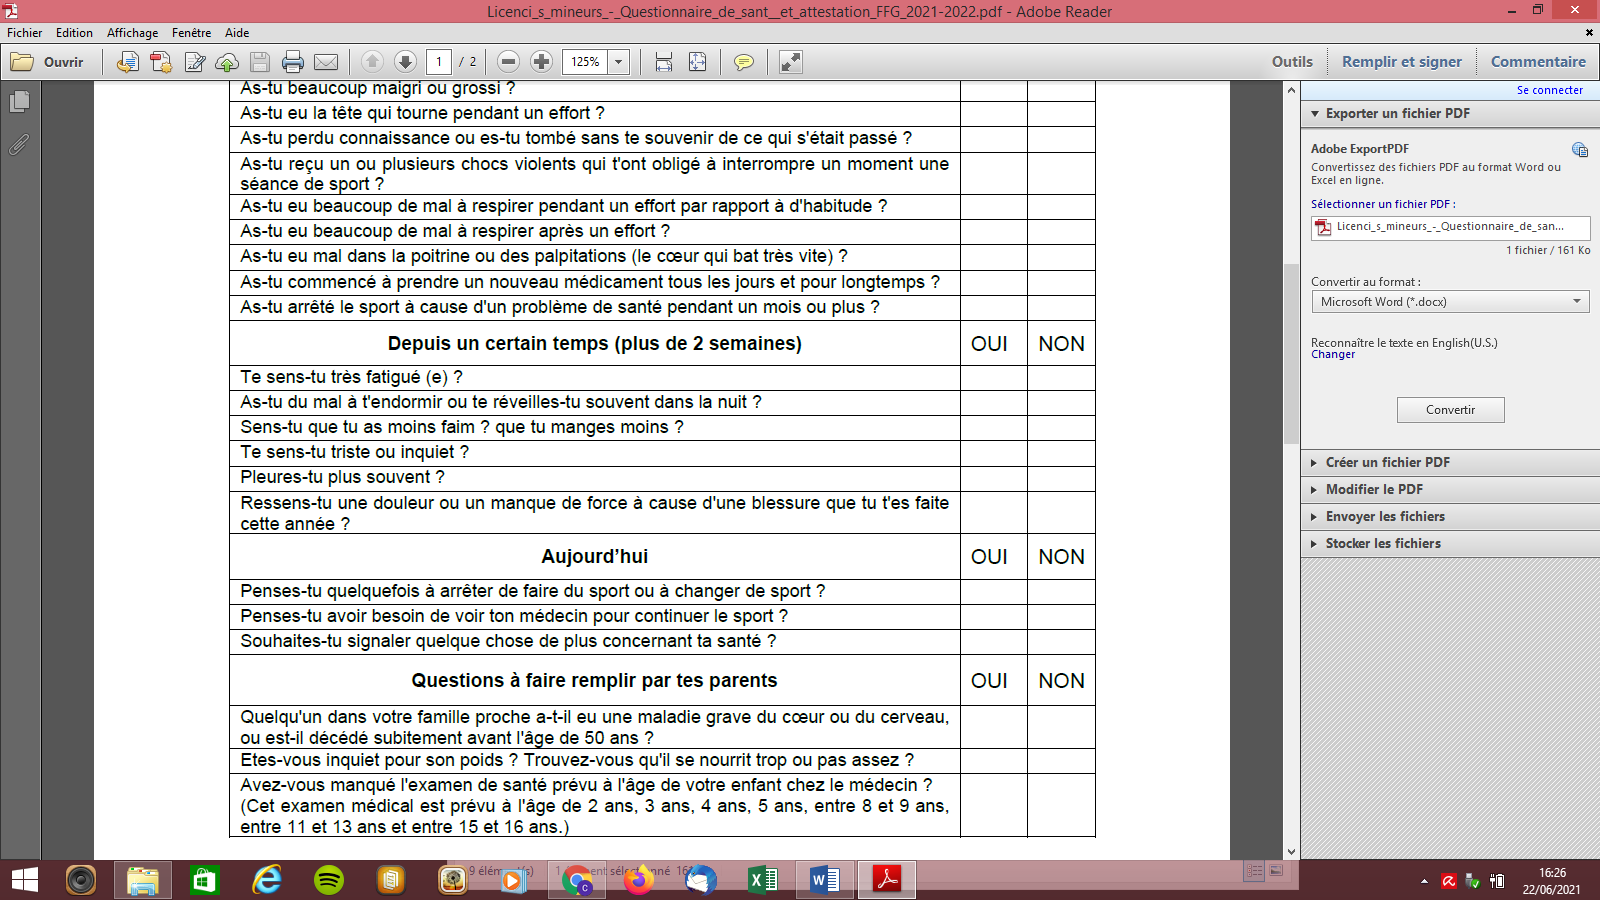 Licenci_s_mineurs_-_Questionnaire_de_sant__et_attestation_FFG_2021-2022.pdf - Adobe Reader
Fichier Edition Affichage Fenêtre Aide
Ouvrir 1 / 2 125% Outils Remplir et signer Commentaire
As-tu beaucoup maigri ou grossi ?
As-tu eu la tête qui tourne pendant un effort ?
As-tu perdu connaissance ou es-tu tombé sans te souvenir de ce qui s'était passé ?
As-tu reçu un ou plusieurs chocs violents qui t'ont obligé à interrompre un moment une
séance de sport ?
As-tu eu beaucoup de mal à respirer pendant un effort par rapport à d'habitude ?
As-tu eu beaucoup de mal à respirer après un effort ?
As-tu eu mal dans la poitrine ou des palpitations (le cœur qui bat très vite) ?
As-tu commencé à prendre un nouveau médicament tous les jours et pour longtemps ?
As-tu arrêté le sport à cause d'un problème de santé pendant un mois ou plus ?
Depuis un certain temps (plus de 2 semaines) OUI NON
Te sens-tu très fatigué (e) ?
As-tu du mal à t'endormir ou te réveilles-tu souvent dans la nuit ?
Sens-tu que tu as moins faim ? que tu manges moins ?
Te sens-tu triste ou inquiet ?
Pleures-tu plus souvent ?
Ressens-tu une douleur ou un manque de force à cause d'une blessure que tu t'es faite
cette année ?
Aujourd’hui OUI NON
Penses-tu quelquefois à arrêter de faire du sport ou à changer de sport ?
Penses-tu avoir besoin de voir ton médecin pour continuer le sport ?
Souhaites-tu signaler quelque chose de plus concernant ta santé ?
Questions à faire remplir par tes parents OUI NON
Quelqu'un dans votre famille proche a-t-il eu une maladie grave du cœur ou du cerveau,
ou est-il décédé subitement avant l'âge de 50 ans ?
Etes-vous inquiet pour son poids ? Trouvez-vous qu'il se nourrit trop ou pas assez ?
Avez-vous manqué l'examen de santé prévu à l'âge de votre enfant chez le médecin ?
(Cet examen médical est prévu à l'âge de 2 ans, 3 ans, 4 ans, 5 ans, entre 8 et 9 ans,
entre 11 et 13 ans et entre 15 et 16 ans.)
Se connecter
Exporter un fichier PDF
Adobe ExportPDF
Convertissez des fichiers PDF au format Word ou
Excel en ligne.
Sélectionner un fichier PDF :
Licenci_s_mineurs_-_Questionnaire_de_san...
1 fichier / 161 Ko
Convertir au format :
Microsoft Word (*.docx)
Reconnaître le texte en English(U.S.)
Changer
Convertir
Créer un fichier PDF
Modifier le PDF
Envoyer les fichiers
Stocker les fichiers
9 élément(s)
16:26
22/06/2021